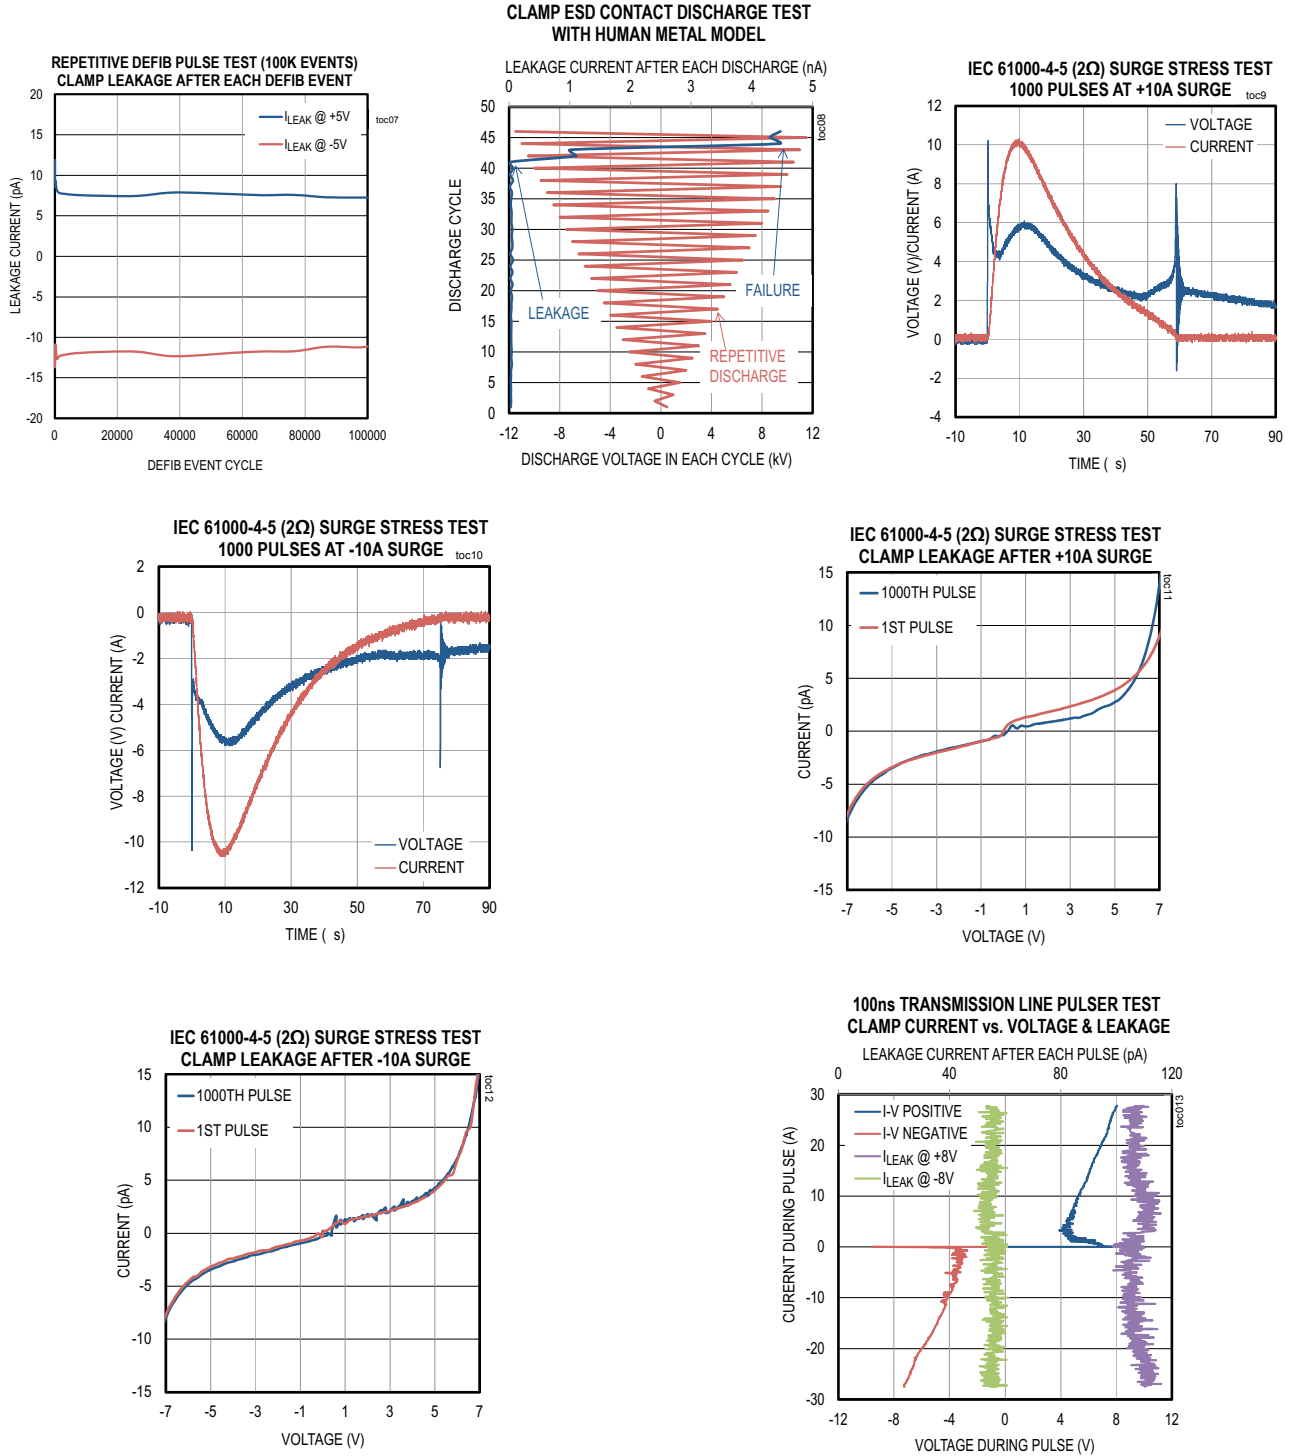 REPETITIVE DEFIB PULSE TEST (100K EVENTS)
CLAMP LEAKAGE AFTER EACH DEFIB EVENT
toc07
LEAKAGE CURRENT (pA)
20
15
10
5
0
-5
-10
-15
-20
I_LEAK @ +5V
I_LEAK @ -5V
0 20000 40000 60000 80000 100000
DEFIB EVENT CYCLE
CLAMP ESD CONTACT DISCHARGE TEST
WITH HUMAN METAL MODEL
LEAKAGE CURRENT AFTER EACH DISCHARGE (nA)
0 1 2 3 4 5
toc08
DISCHARGE CYCLE
50
45
40
35
30
25
20
15
10
5
0
FAILURE
LEAKAGE
REPETITIVE
DISCHARGE
-12 -8 -4 0 4 8 12
DISCHARGE VOLTAGE IN EACH CYCLE (kV)
IEC 61000-4-5 (2Ω) SURGE STRESS TEST
1000 PULSES AT +10A SURGE
toc9
VOLTAGE (V)/CURRENT (A)
12
10
8
6
4
2
0
-2
-4
VOLTAGE
CURRENT
-10 10 30 50 70 90
TIME ( s)
IEC 61000-4-5 (2Ω) SURGE STRESS TEST
1000 PULSES AT -10A SURGE
toc10
VOLTAGE (V) CURRENT (A)
2
0
-2
-4
-6
-8
-10
-12
VOLTAGE
CURRENT
-10 10 30 50 70 90
TIME ( s)
IEC 61000-4-5 (2Ω) SURGE STRESS TEST
CLAMP LEAKAGE AFTER +10A SURGE
toc11
CURRENT (pA)
15
10
5
0
-5
-10
-15
1000TH PULSE
1ST PULSE
-7 -5 -3 -1 1 3 5 7
VOLTAGE (V)
IEC 61000-4-5 (2Ω) SURGE STRESS TEST
CLAMP LEAKAGE AFTER -10A SURGE
toc12
CURRENT (pA)
15
10
5
0
-5
-10
-15
1000TH PULSE
1ST PULSE
-7 -5 -3 -1 1 3 5 7
VOLTAGE (V)
100ns TRANSMISSION LINE PULSER TEST
CLAMP CURRENT vs. VOLTAGE & LEAKAGE
LEAKAGE CURRENT AFTER EACH PULSE (pA)
0 40 80 120
toc013
CURERNT DURING PULSE (A)
30
20
10
0
-10
-20
-30
I-V POSITIVE
I-V NEGATIVE
I_LEAK @ +8V
I_LEAK @ -8V
-12 -8 -4 0 4 8 12
VOLTAGE DURING PULSE (V)